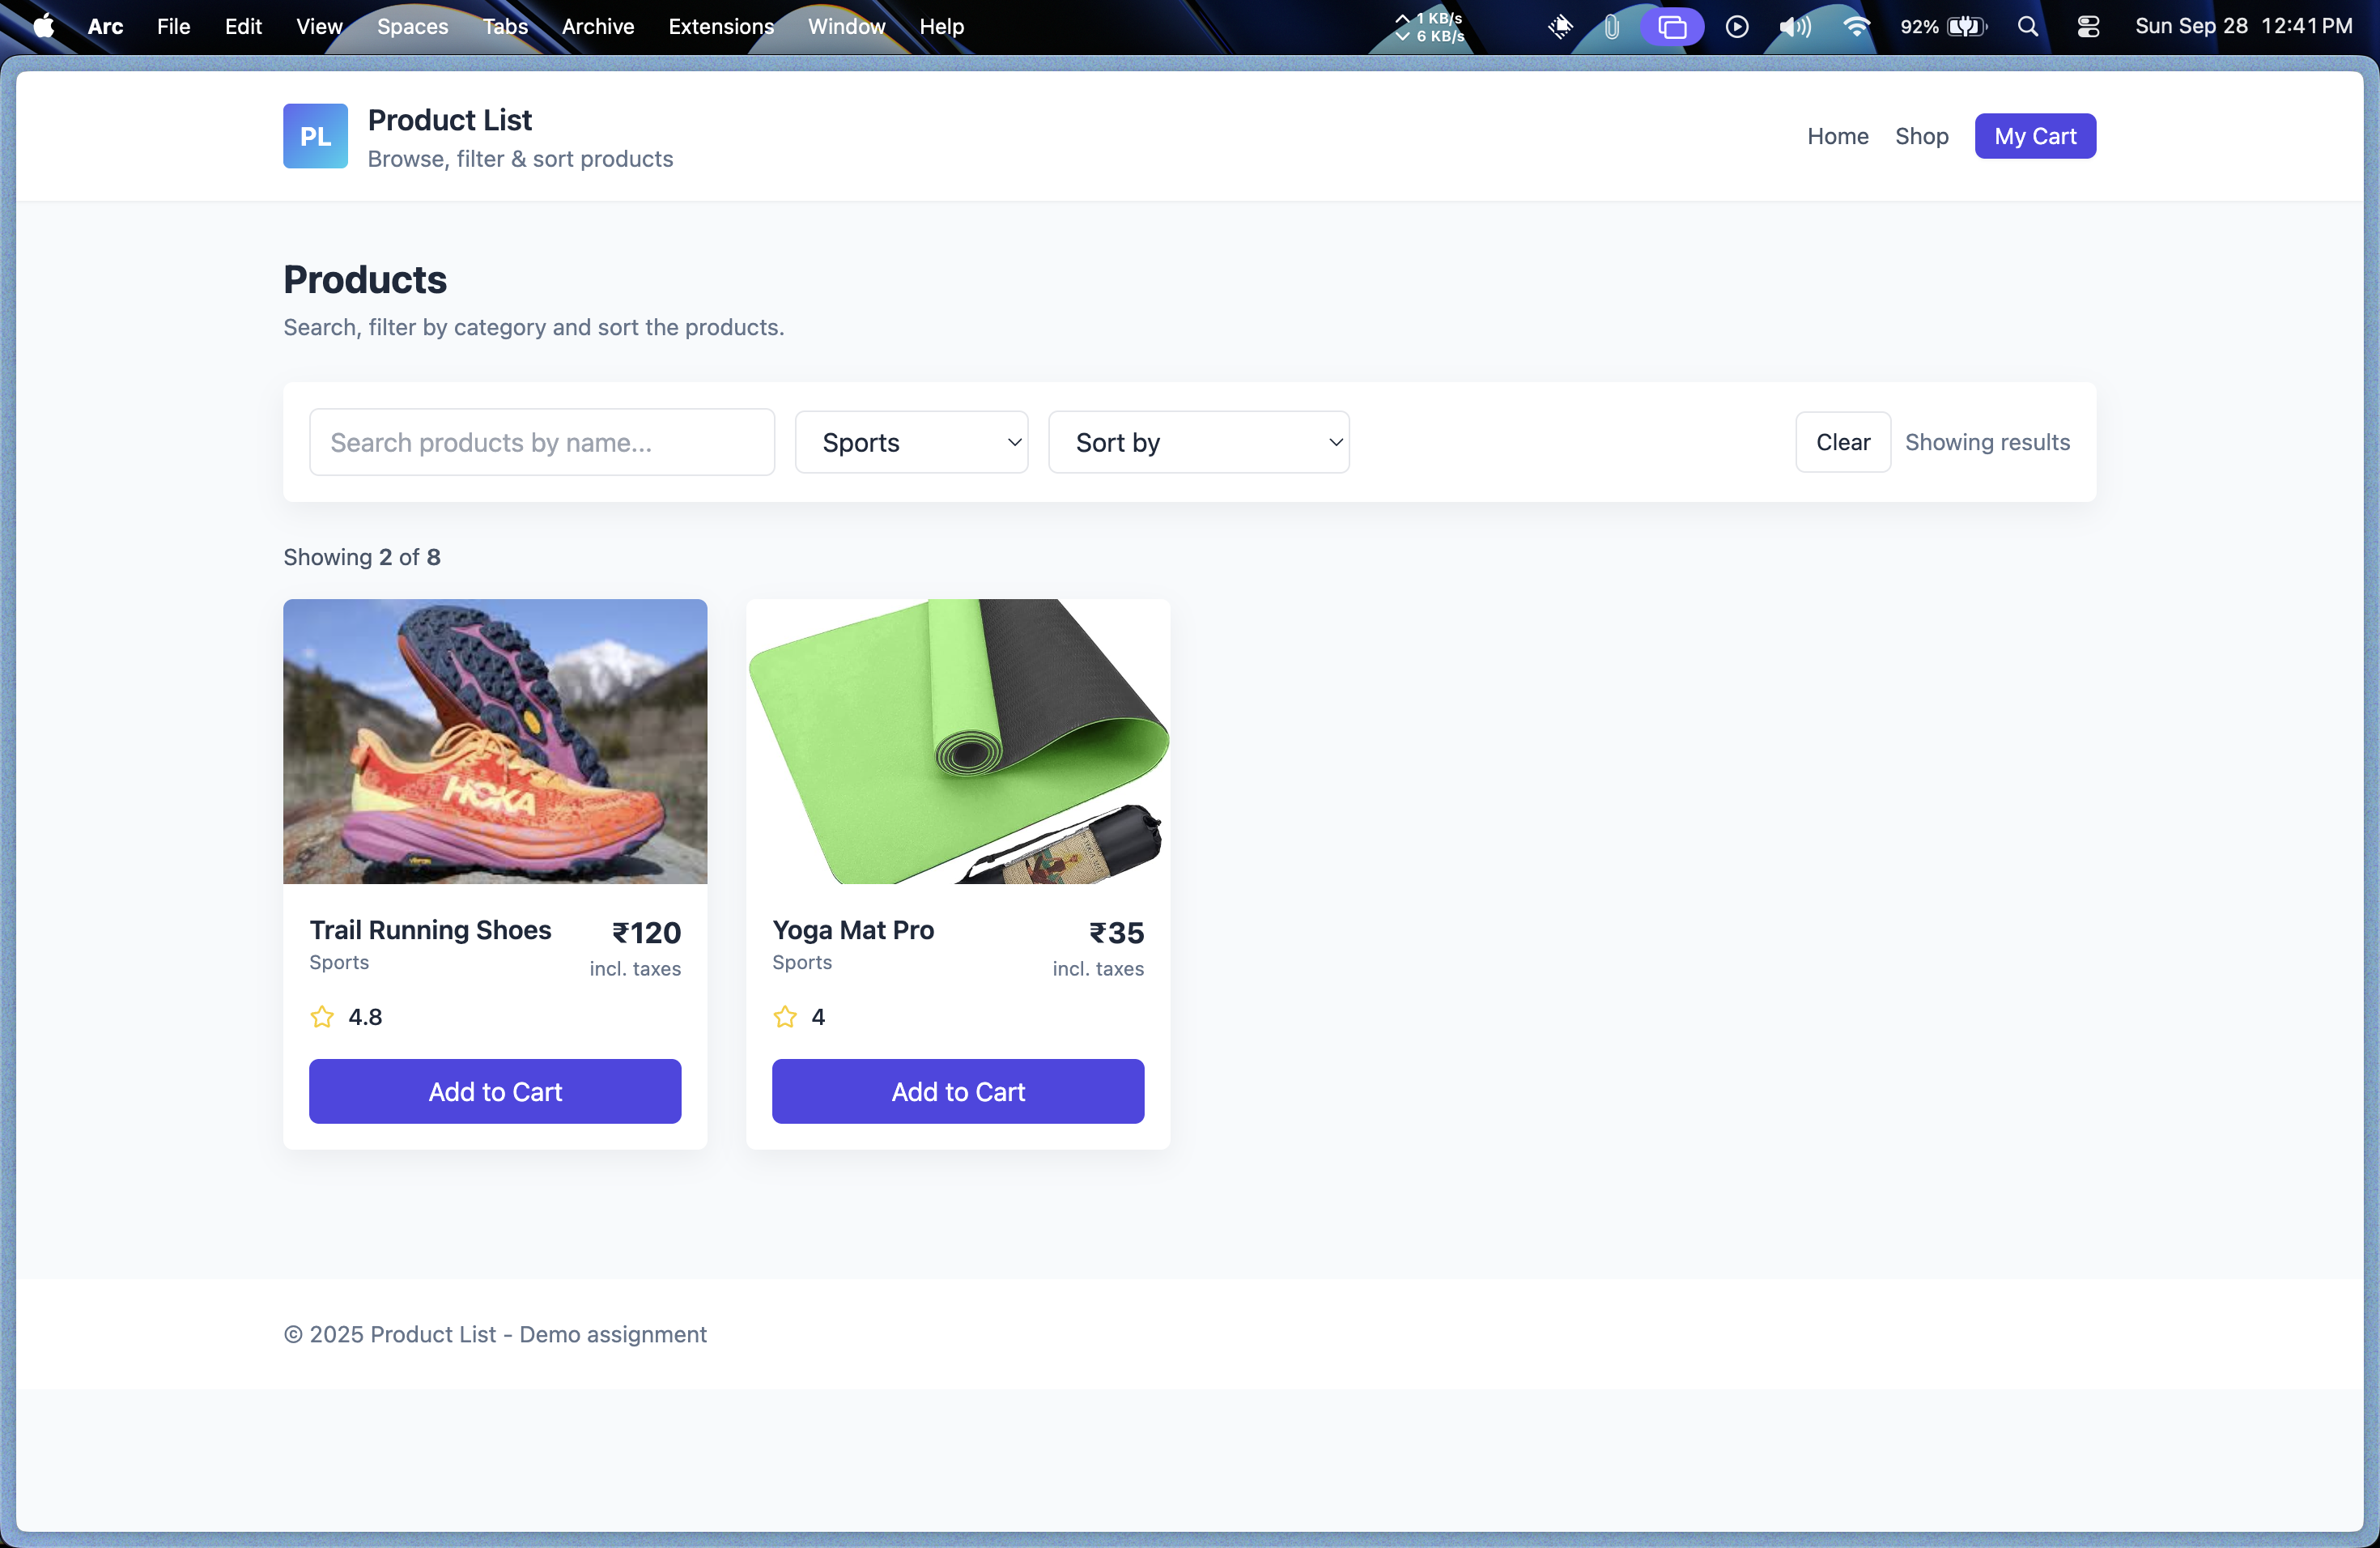 Arc File Edit View Spaces Tabs Archive Extensions Window Help 1 KB/s 6 KB/s 92% Sun Sep 28 12:41 PM
PL
Product List
Browse, filter & sort products
Home Shop My Cart
Products
Search, filter by category and sort the products.
Search products by name... Sports Sort by Clear Showing results
Showing 2 of 8
HOKA
Trail Running Shoes ₹120
Sports incl. taxes
4.8
Add to Cart
Yoga Mat Pro ₹35
Sports incl. taxes
4
Add to Cart
© 2025 Product List - Demo assignment